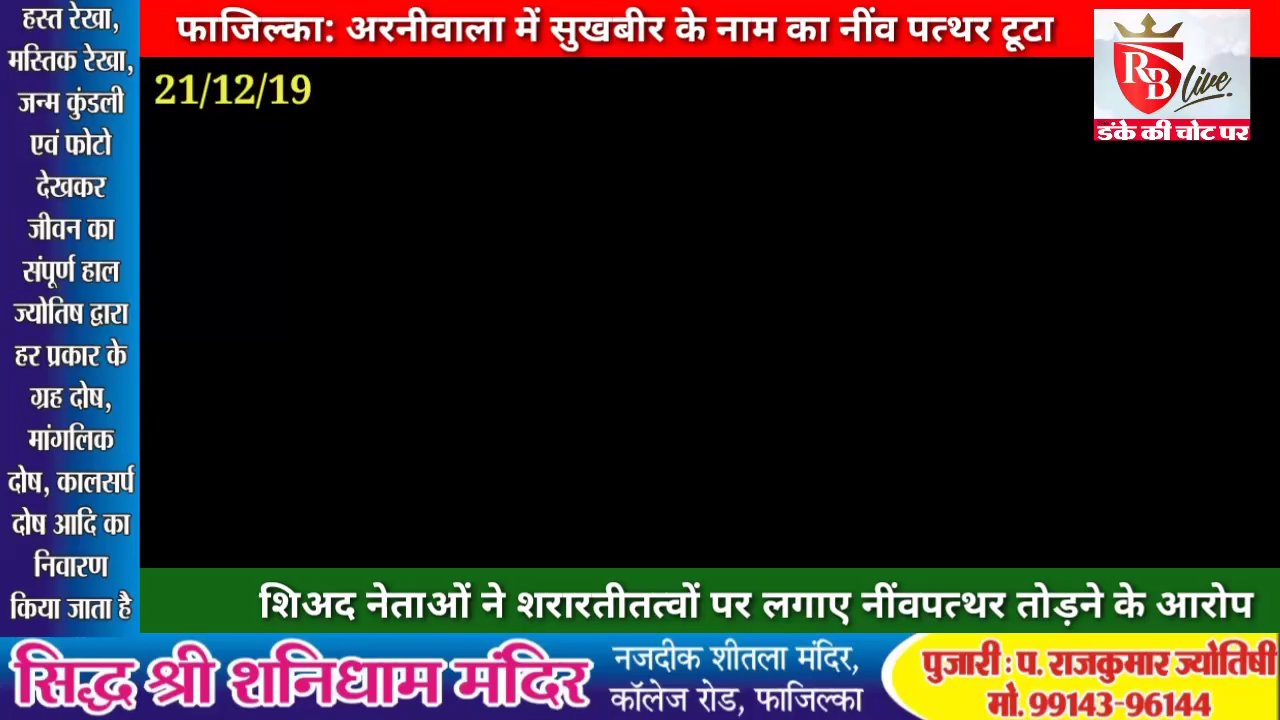 फाजिल्का: अरनीवाला में सुखबीर के नाम का नींव पत्थर टूटा
21/12/19
RB
live
डंके की चोट पर
हस्त रेखा,
मस्तिक रेखा,
जन्म कुंडली
एवं फोटो
देखकर
जीवन का
संपूर्ण हाल
ज्योतिष द्वारा
हर प्रकार के
ग्रह दोष,
मांगलिक
दोष, कालसर्प
दोष आदि का
निवारण
किया जाता है
शिअद नेताओं ने शरारतीतत्वों पर लगाए नींवपत्थर तोड़ने के आरोप
सिद्ध श्री शनिधाम मंदिर
नजदीक शीतला मंदिर,
कॉलेज रोड, फाजिल्का
पुजारी : प. राजकुमार ज्योतिषी
मो. 99143-96144